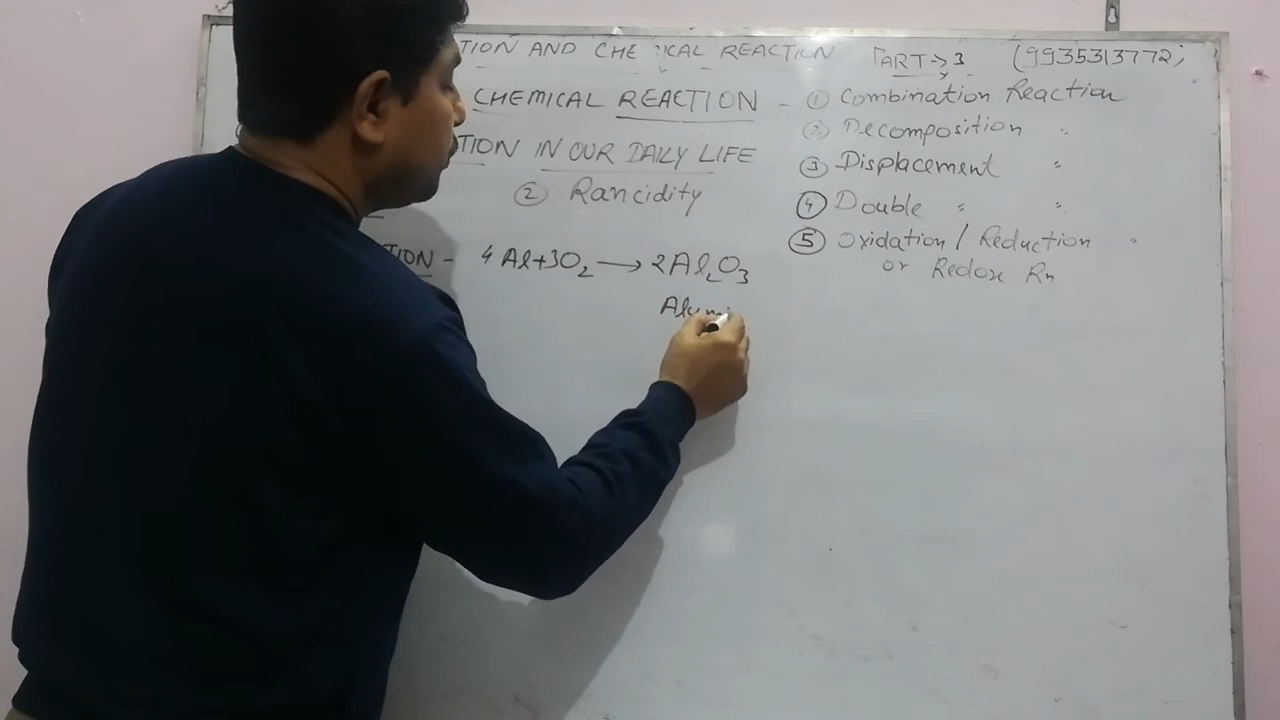 TION AND CHEMICAL REACTION PART → 3 (9935313772)
CHEMICAL REACTION - ① Combination Reaction
② Decomposition "
TION IN OUR DAILY LIFE
③ Displacement "
② Rancidity
④ Double " "
⑤ Oxidation / Reduction "
or Redox Rn
TION - 4Al+3O₂ → 2Al₂O₃
Alumi